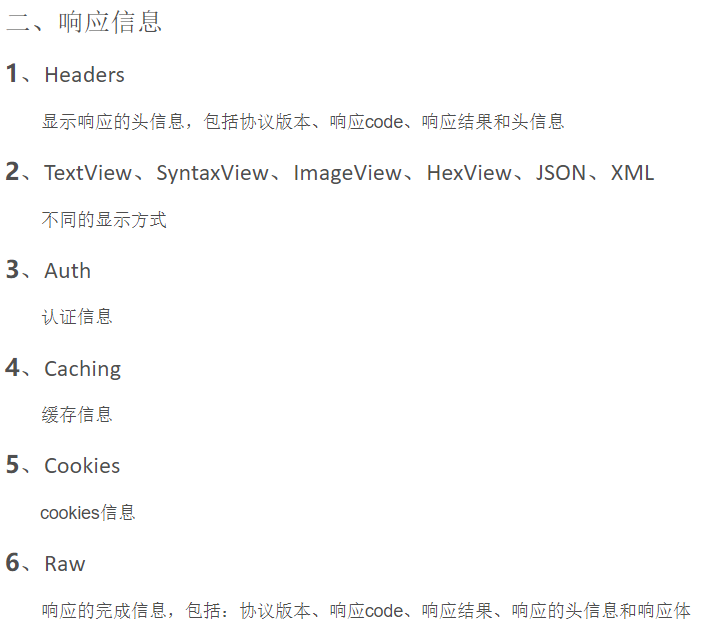 二、响应信息
1、Headers
显示响应的头信息，包括协议版本、响应code、响应结果和头信息
2、TextView、SyntaxView、ImageView、HexView、JSON、XML
不同的显示方式
3、Auth
认证信息
4、Caching
缓存信息
5、Cookies
cookies信息
6、Raw
响应的完成信息，包括：协议版本、响应code、响应结果、响应的头信息和响应体